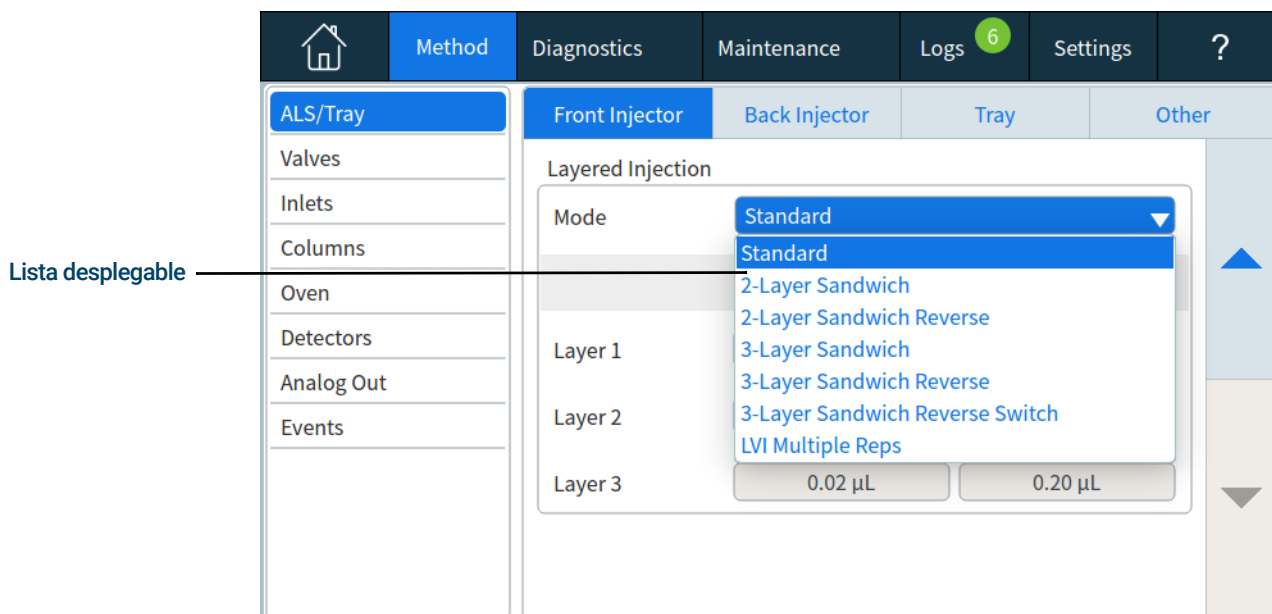 Method Diagnostics Maintenance Logs 6 Settings ?
ALS/Tray
Valves
Inlets
Columns
Oven
Detectors
Analog Out
Events
Lista desplegable
Front Injector Back Injector Tray Other
Layered Injection
Mode Standard
Standard
2-Layer Sandwich
2-Layer Sandwich Reverse
3-Layer Sandwich
3-Layer Sandwich Reverse
3-Layer Sandwich Reverse Switch
LVI Multiple Reps
Layer 1
Layer 2
Layer 3 0.02 µL 0.20 µL